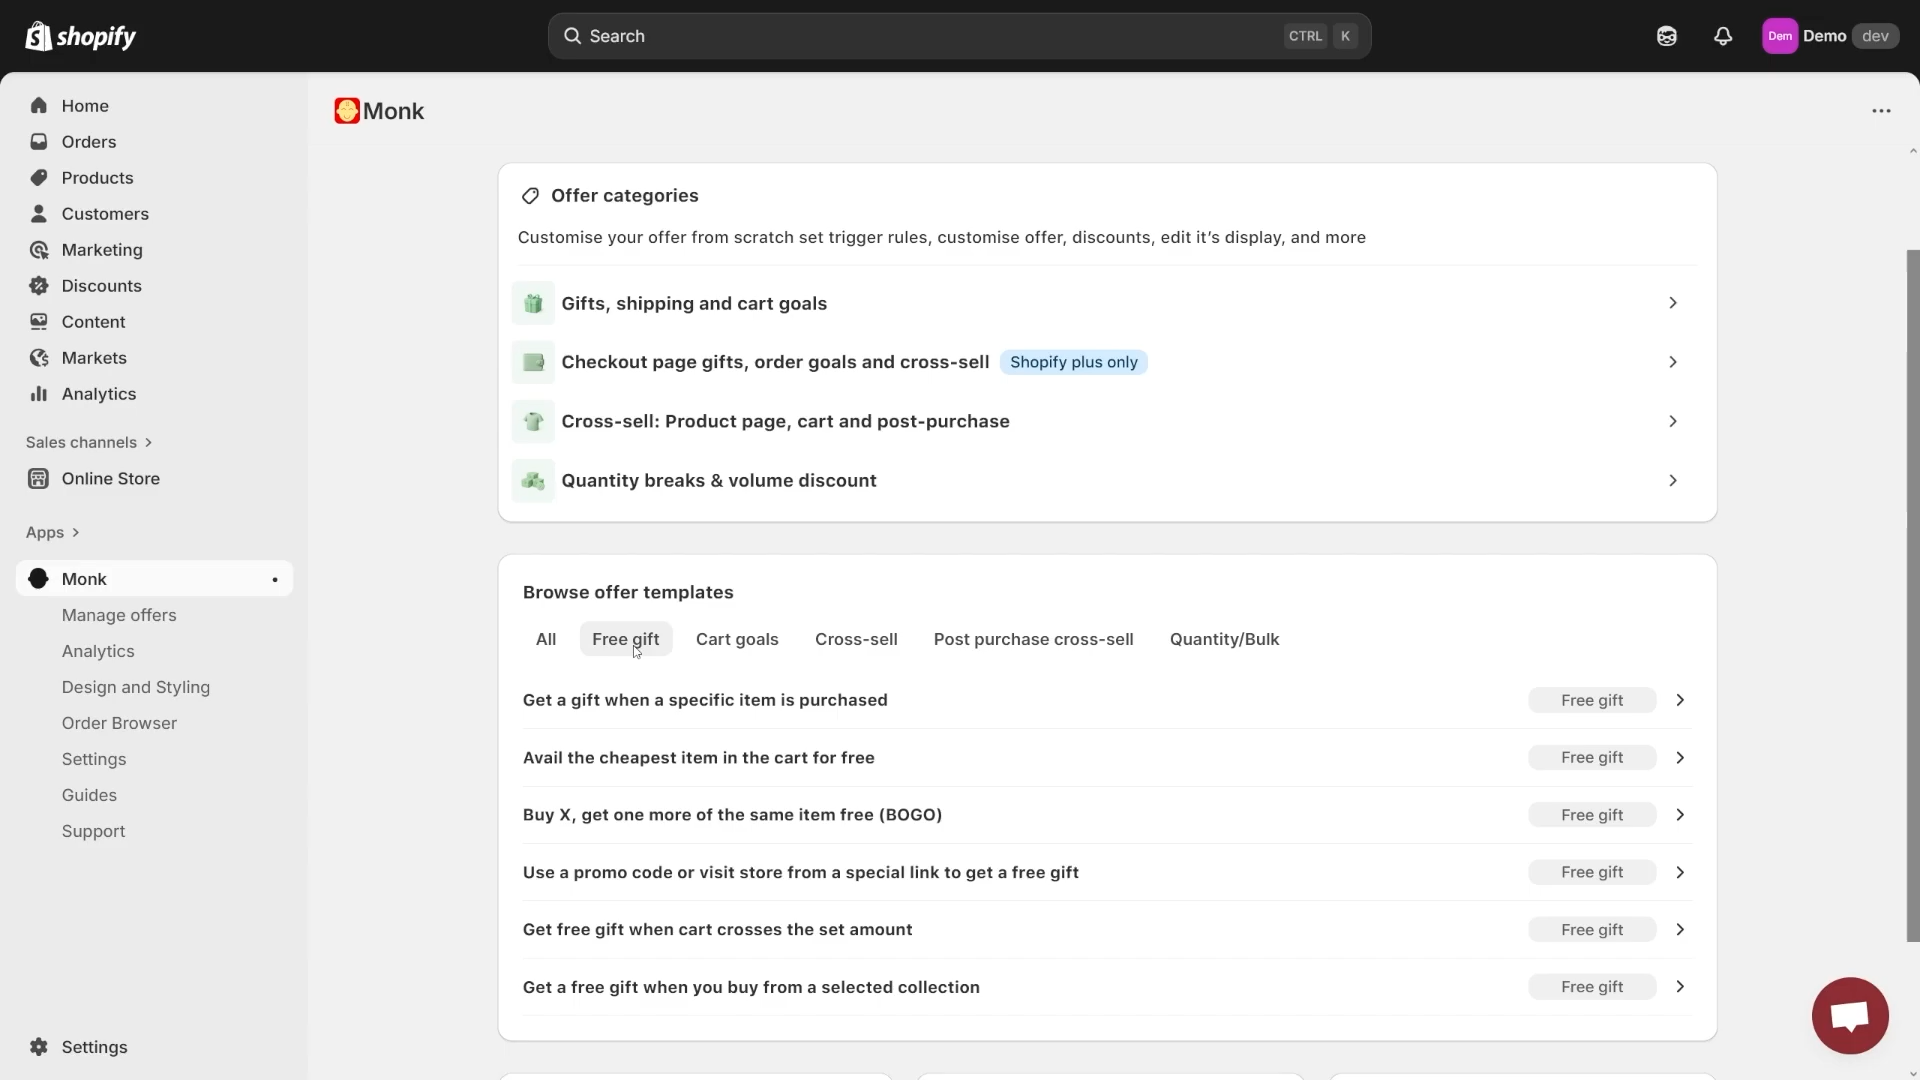 shopify
Search
CTRL K
Dem
Demo
dev
Home
Orders
Products
Customers
Marketing
Discounts
Content
Markets
Analytics
Sales channels
Online Store
Apps
Monk
Manage offers
Analytics
Design and Styling
Order Browser
Settings
Guides
Support
Settings
Monk
Offer categories
Customise your offer from scratch set trigger rules, customise offer, discounts, edit it’s display, and more
Gifts, shipping and cart goals
Checkout page gifts, order goals and cross-sell Shopify plus only
Cross-sell: Product page, cart and post-purchase
Quantity breaks & volume discount
Browse offer templates
All Free gift Cart goals Cross-sell Post purchase cross-sell Quantity/Bulk
Get a gift when a specific item is purchased Free gift
Avail the cheapest item in the cart for free Free gift
Buy X, get one more of the same item free (BOGO) Free gift
Use a promo code or visit store from a special link to get a free gift Free gift
Get free gift when cart crosses the set amount Free gift
Get a free gift when you buy from a selected collection Free gift